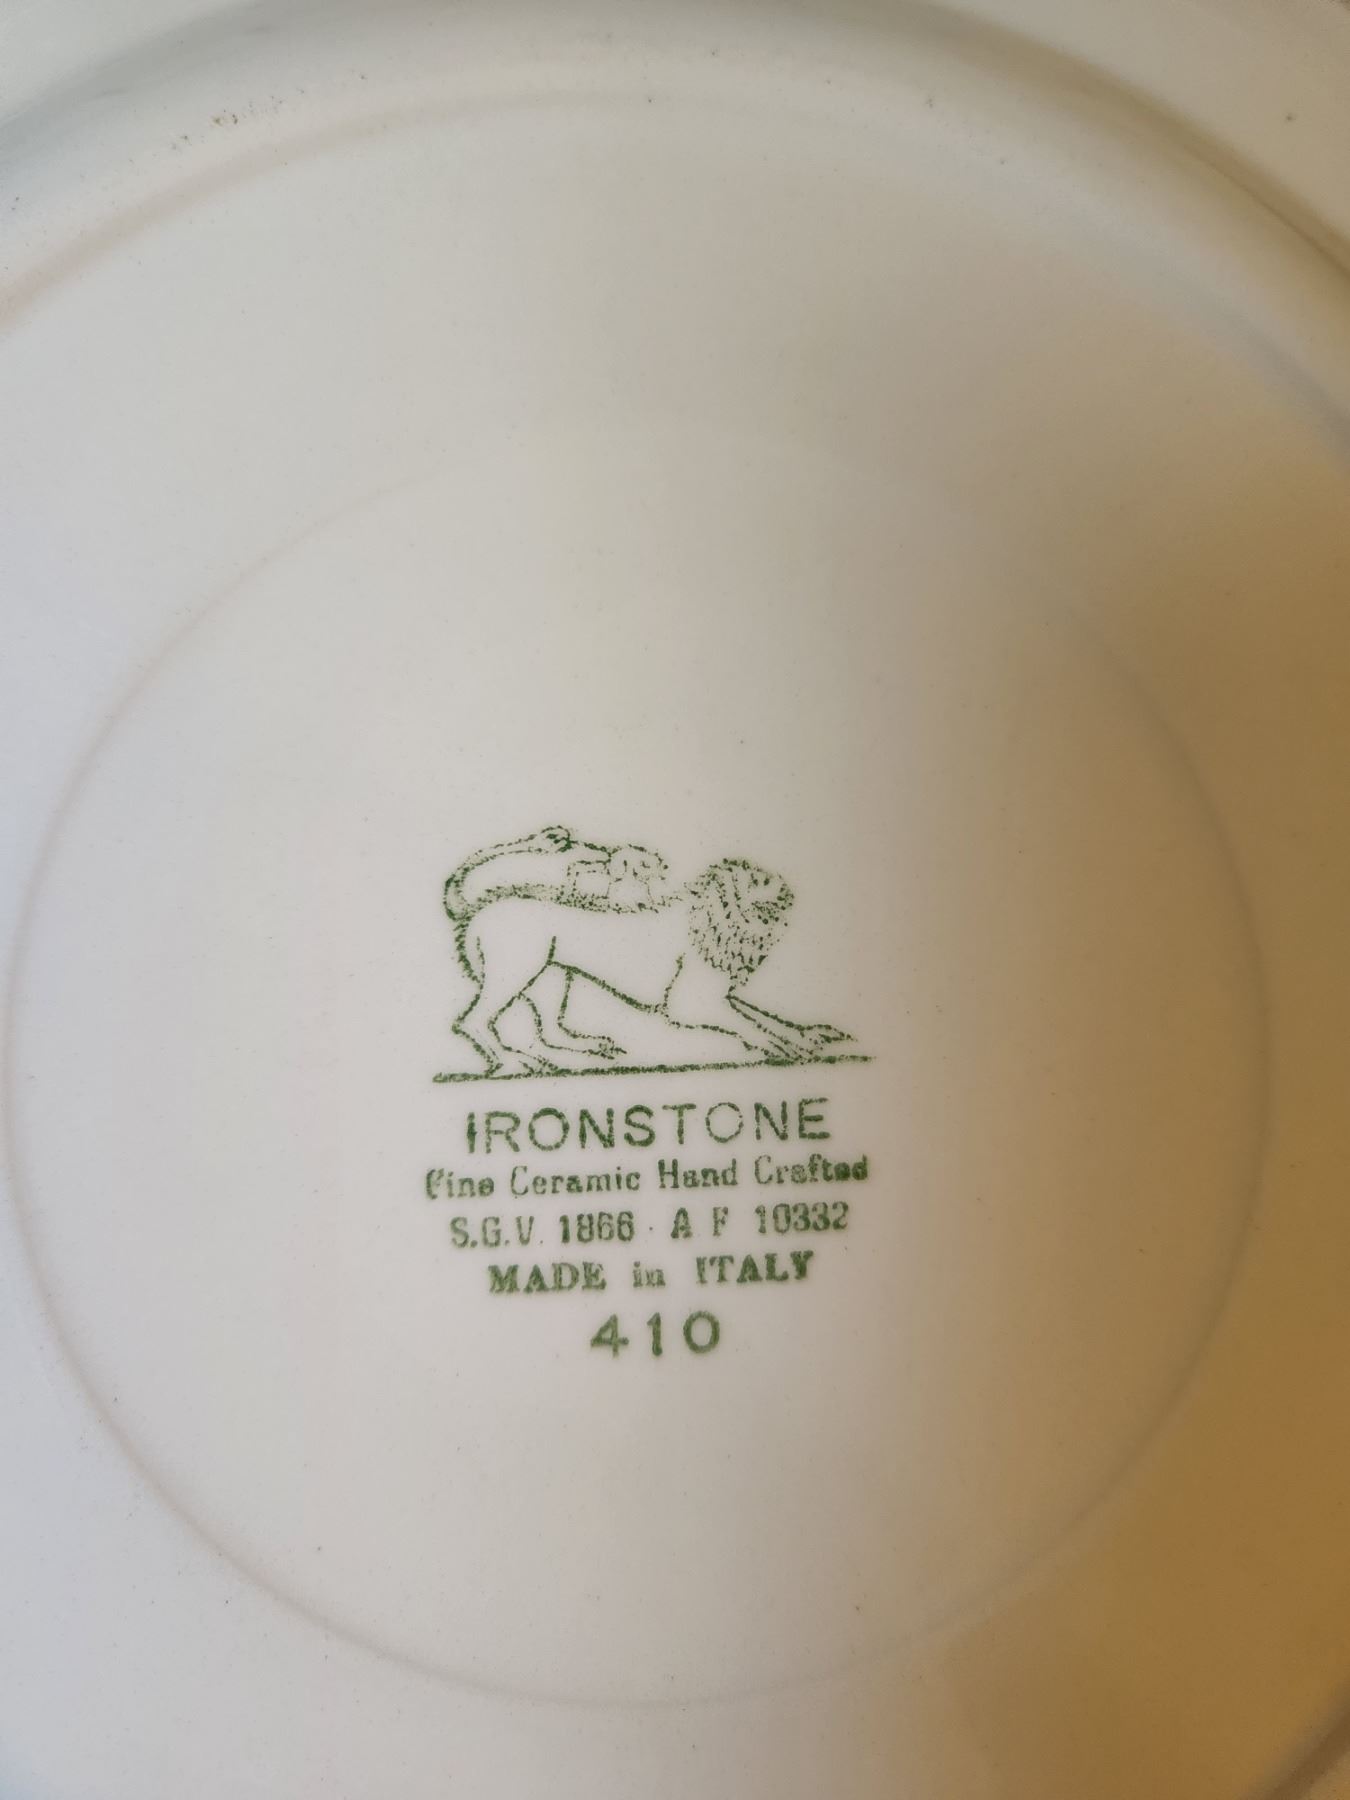 IRONSTONE
Fine Ceramic Hand Crafted
S.G.V. 1866 · A F 10332
MADE in ITALY
410